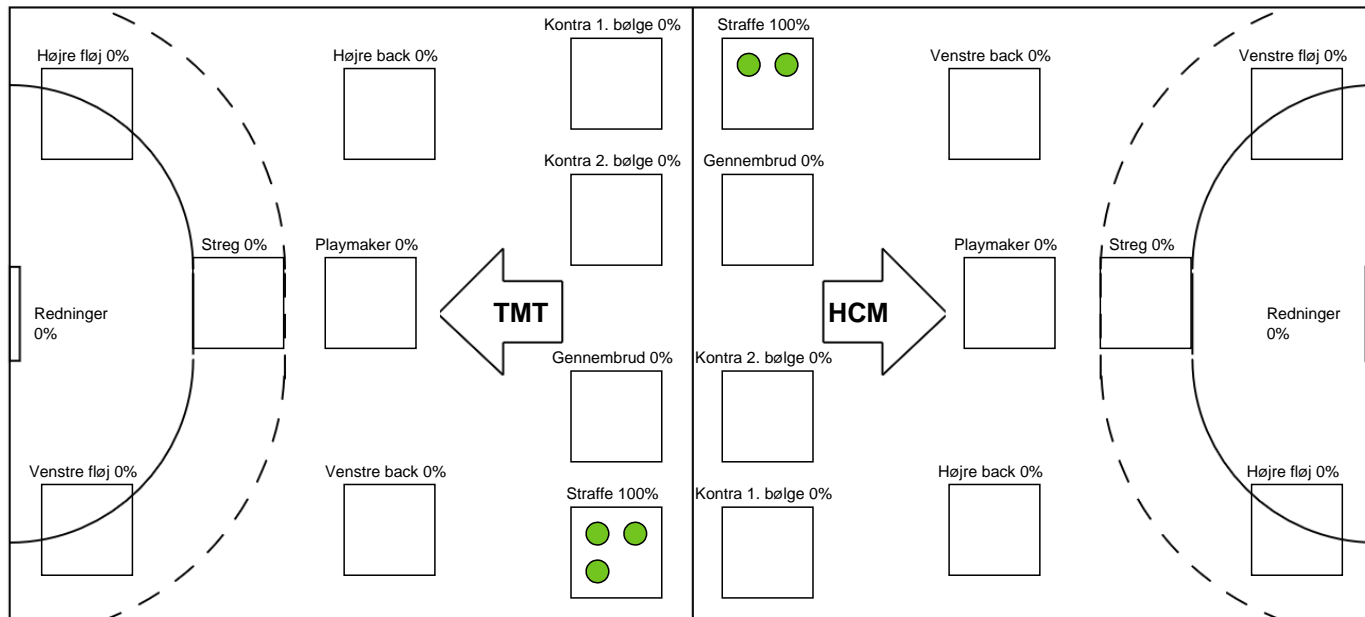 Kontra 1. bølge 0%
Straffe 100%
Højre fløj 0%
Højre back 0%
Venstre back 0%
Venstre fløj 0%
Kontra 2. bølge 0%
Gennembrud 0%
Streg 0%
Playmaker 0%
Playmaker 0%
Streg 0%
Redninger
0%
TMT
HCM
Redninger
0%
Gennembrud 0%
Kontra 2. bølge 0%
Venstre fløj 0%
Venstre back 0%
Højre back 0%
Højre fløj 0%
Straffe 100%
Kontra 1. bølge 0%